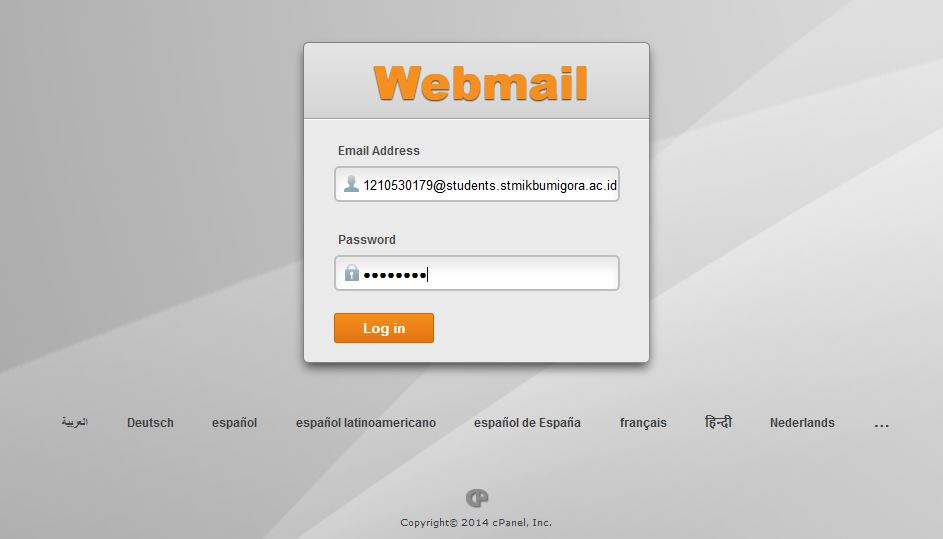 Webmail
Email Address
1210530179@students.stmikbumigora.ac.id
Password
••••••••
Log in
العربية Deutsch español español latinoamericano español de España français हिन्दी Nederlands ...
cP
Copyright© 2014 cPanel, Inc.